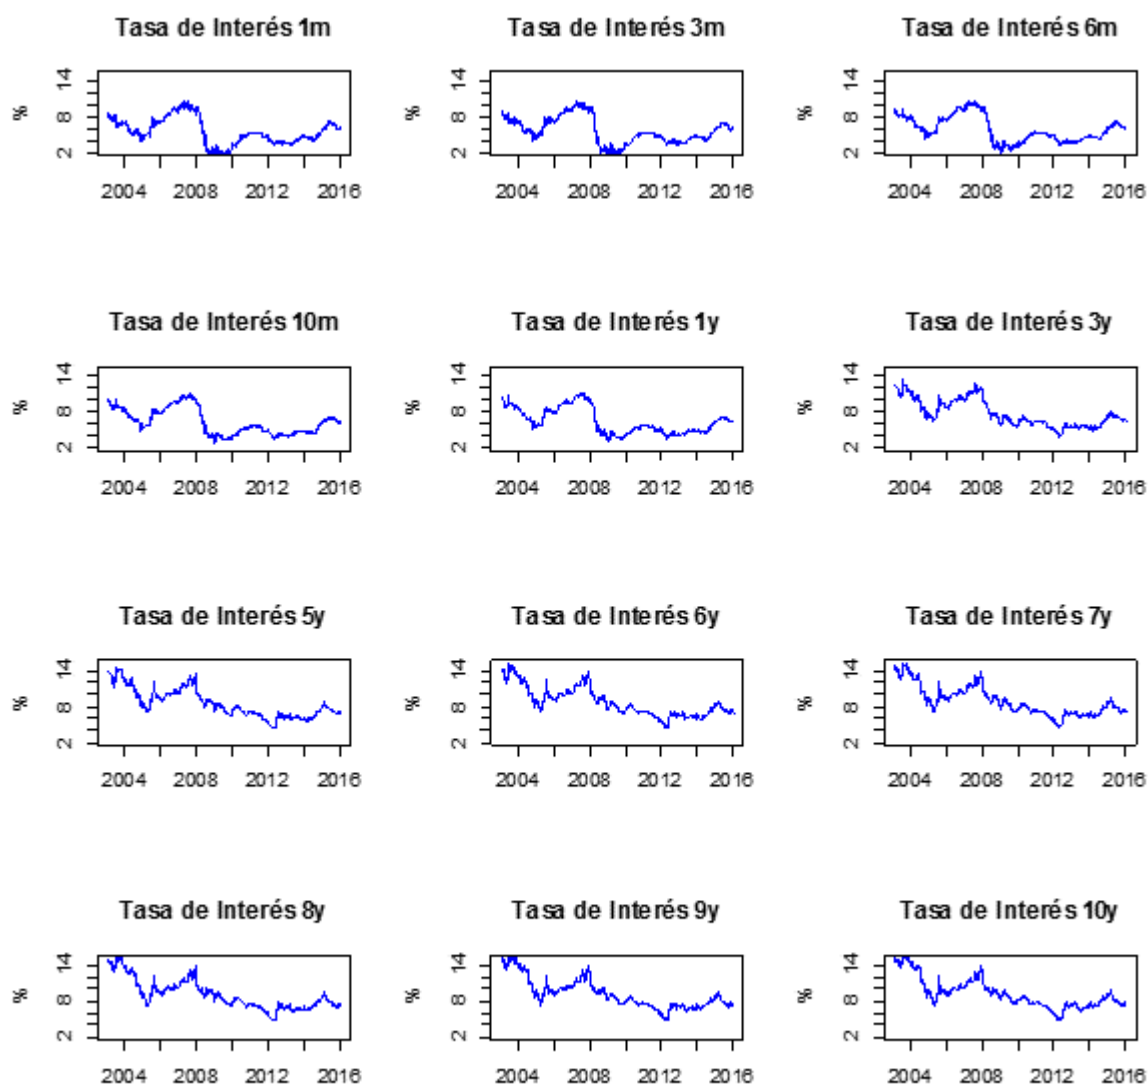 Tasa de Interés 1m Tasa de Interés 3m Tasa de Interés 6m
14 14 14
% 8 % 8 % 8
2 2 2
2004 2008 2012 2016 2004 2008 2012 2016 2004 2008 2012 2016
Tasa de Interés 10m Tasa de Interés 1y Tasa de Interés 3y
14 14 14
% 8 % 8 % 8
2 2 2
2004 2008 2012 2016 2004 2008 2012 2016 2004 2008 2012 2016
Tasa de Interés 5y Tasa de Interés 6y Tasa de Interés 7y
14 14 14
% 8 % 8 % 8
2 2 2
2004 2008 2012 2016 2004 2008 2012 2016 2004 2008 2012 2016
Tasa de Interés 8y Tasa de Interés 9y Tasa de Interés 10y
14 14 14
% 8 % 8 % 8
2 2 2
2004 2008 2012 2016 2004 2008 2012 2016 2004 2008 2012 2016